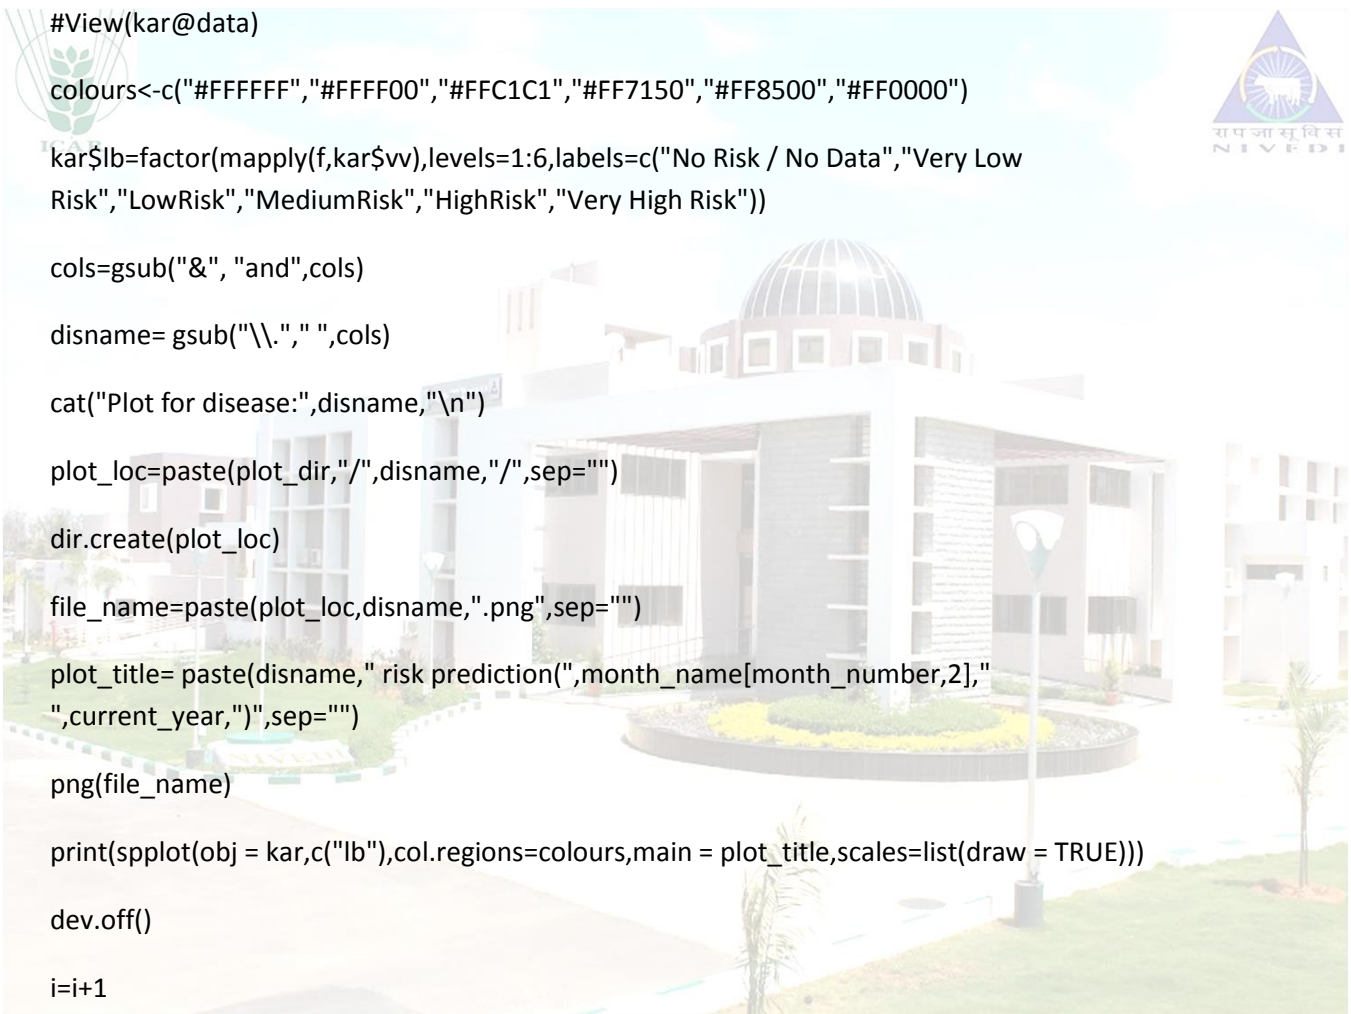 #View(kar@data)
colours<-c("#FFFFFF","#FFFF00","#FFC1C1","#FF7150","#FF8500","#FF0000")
ICAR
रा प जा सू वि सं
NIVEDI
kar$lb=factor(mapply(f,kar$vv),levels=1:6,labels=c("No Risk / No Data","Very Low
Risk","LowRisk","MediumRisk","HighRisk","Very High Risk"))
cols=gsub("&", "and",cols)
disname= gsub("\\."," ",cols)
cat("Plot for disease:",disname,"\n")
plot_loc=paste(plot_dir,"/",disname,"/",sep="")
dir.create(plot_loc)
file_name=paste(plot_loc,disname,".png",sep="")
plot_title= paste(disname," risk prediction(",month_name[month_number,2],"
",current_year,")",sep="")
NIVEDI
png(file_name)
print(spplot(obj = kar,c("lb"),col.regions=colours,main = plot_title,scales=list(draw = TRUE)))
dev.off()
i=i+1